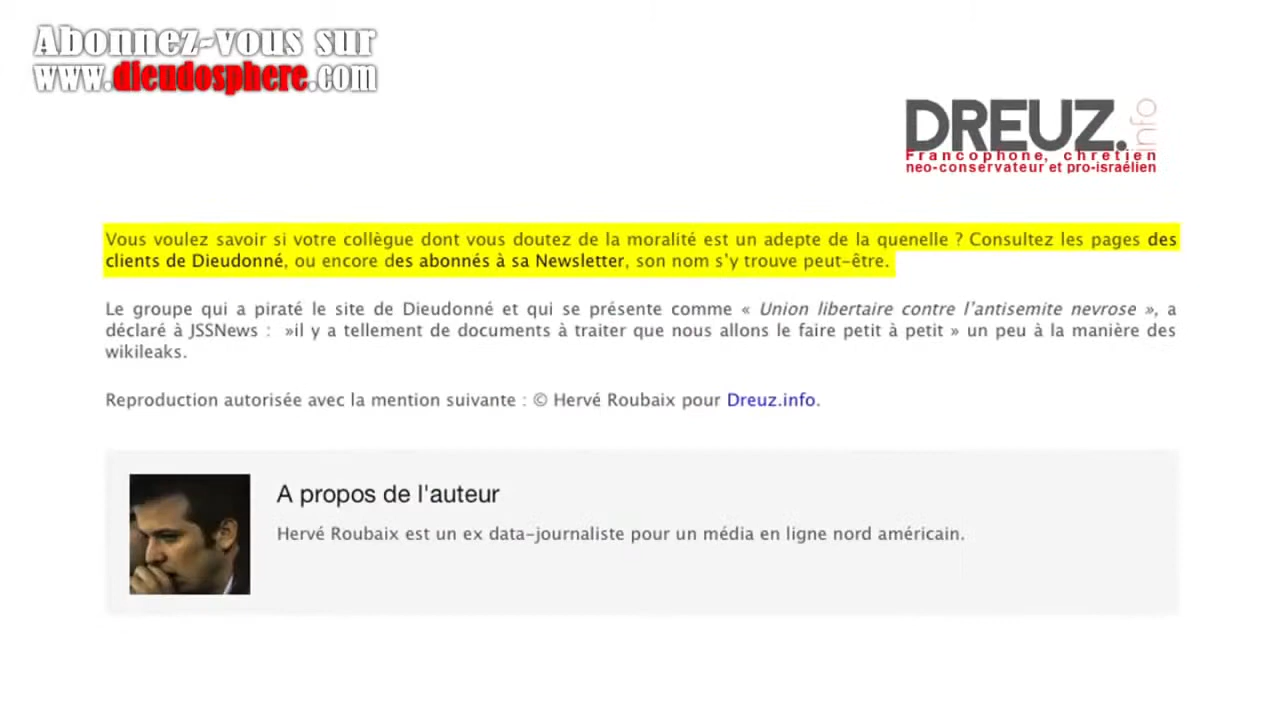 Abonnez-vous sur
www.dieudosphere.com
DREUZ.info
Francophone, chrétien
neo-conservateur et pro-israélien
Vous voulez savoir si votre collègue dont vous doutez de la moralité est un adepte de la quenelle ? Consultez les pages des
clients de Dieudonné, ou encore des abonnés à sa Newsletter, son nom s'y trouve peut-être.
Le groupe qui a piraté le site de Dieudonné et qui se présente comme « Union libertaire contre l'antisemite nevrose », a
déclaré à JSSNews : »il y a tellement de documents à traiter que nous allons le faire petit à petit » un peu à la manière des
wikileaks.
Reproduction autorisée avec la mention suivante : © Hervé Roubaix pour Dreuz.info.
A propos de l'auteur
Hervé Roubaix est un ex data-journaliste pour un média en ligne nord américain.